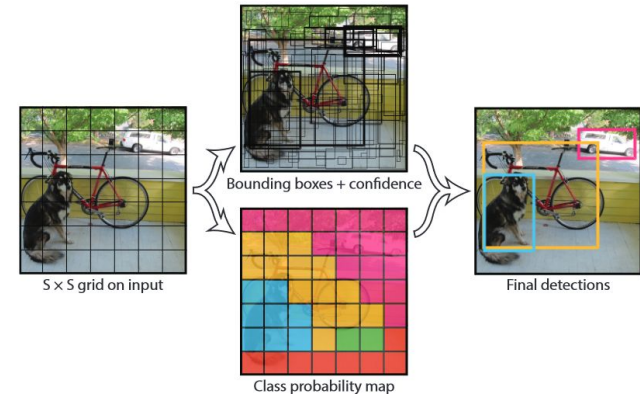 Bounding boxes + confidence
S × S grid on input
Final detections
Class probability map